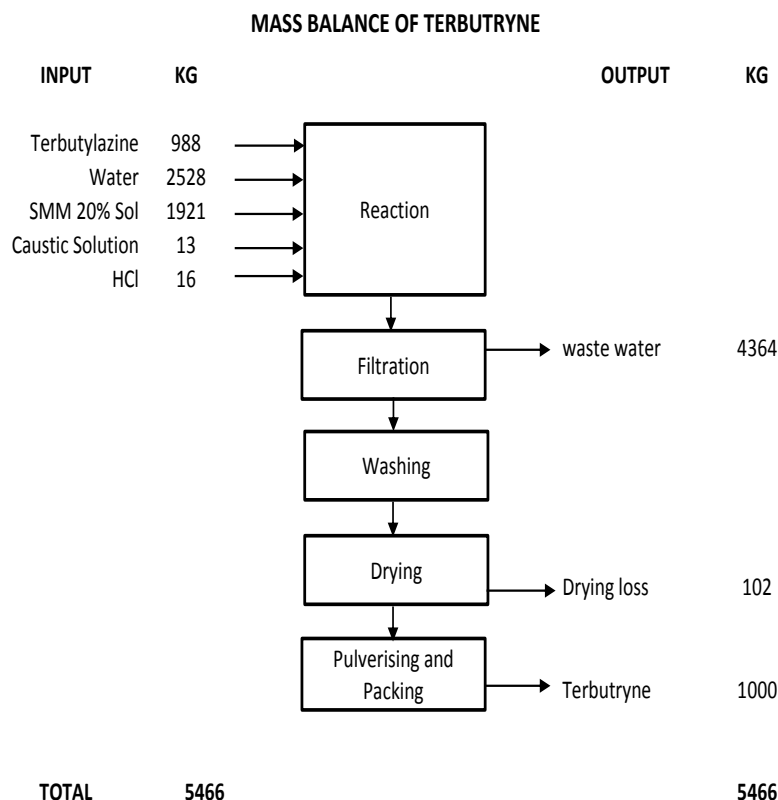 MASS BALANCE OF TERBUTRYNE
INPUT KG OUTPUT KG
Terbutylazine 988
Water 2528
SMM 20% Sol 1921
Caustic Solution 13
HCl 16
Reaction
Filtration
waste water 4364
Washing
Drying
Drying loss 102
Pulverising and
Packing
Terbutryne 1000
TOTAL 5466 5466